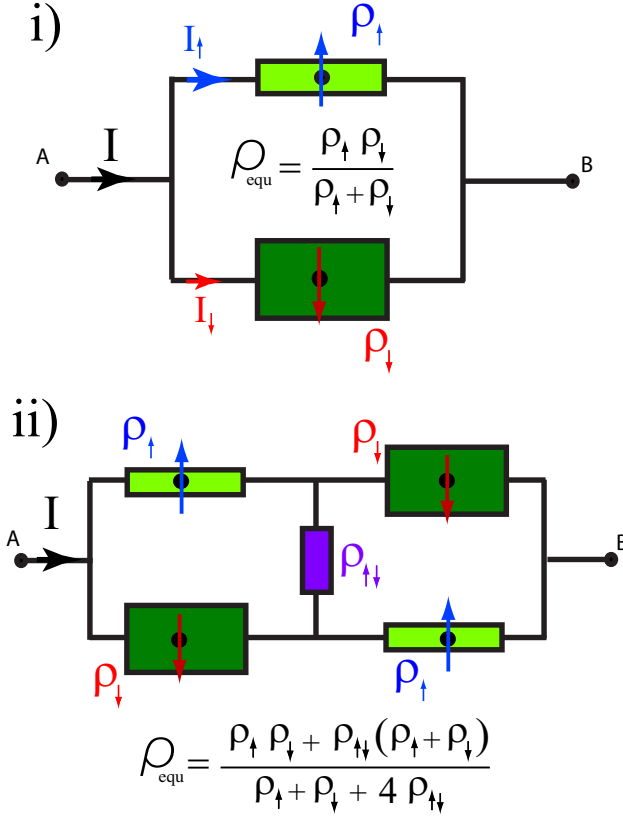 i)
ρ↑
I↑
A I
ρequ = ρ↑ ρ↓ / ρ↑ + ρ↓
B
I↓
ρ↓
ii)
ρ↑ ρ↓
I
A ρ↑↓ B
ρ↓ ρ↑
ρequ = ρ↑ ρ↓ + ρ↑↓ (ρ↑ + ρ↓) / ρ↑ + ρ↓ + 4 ρ↑↓